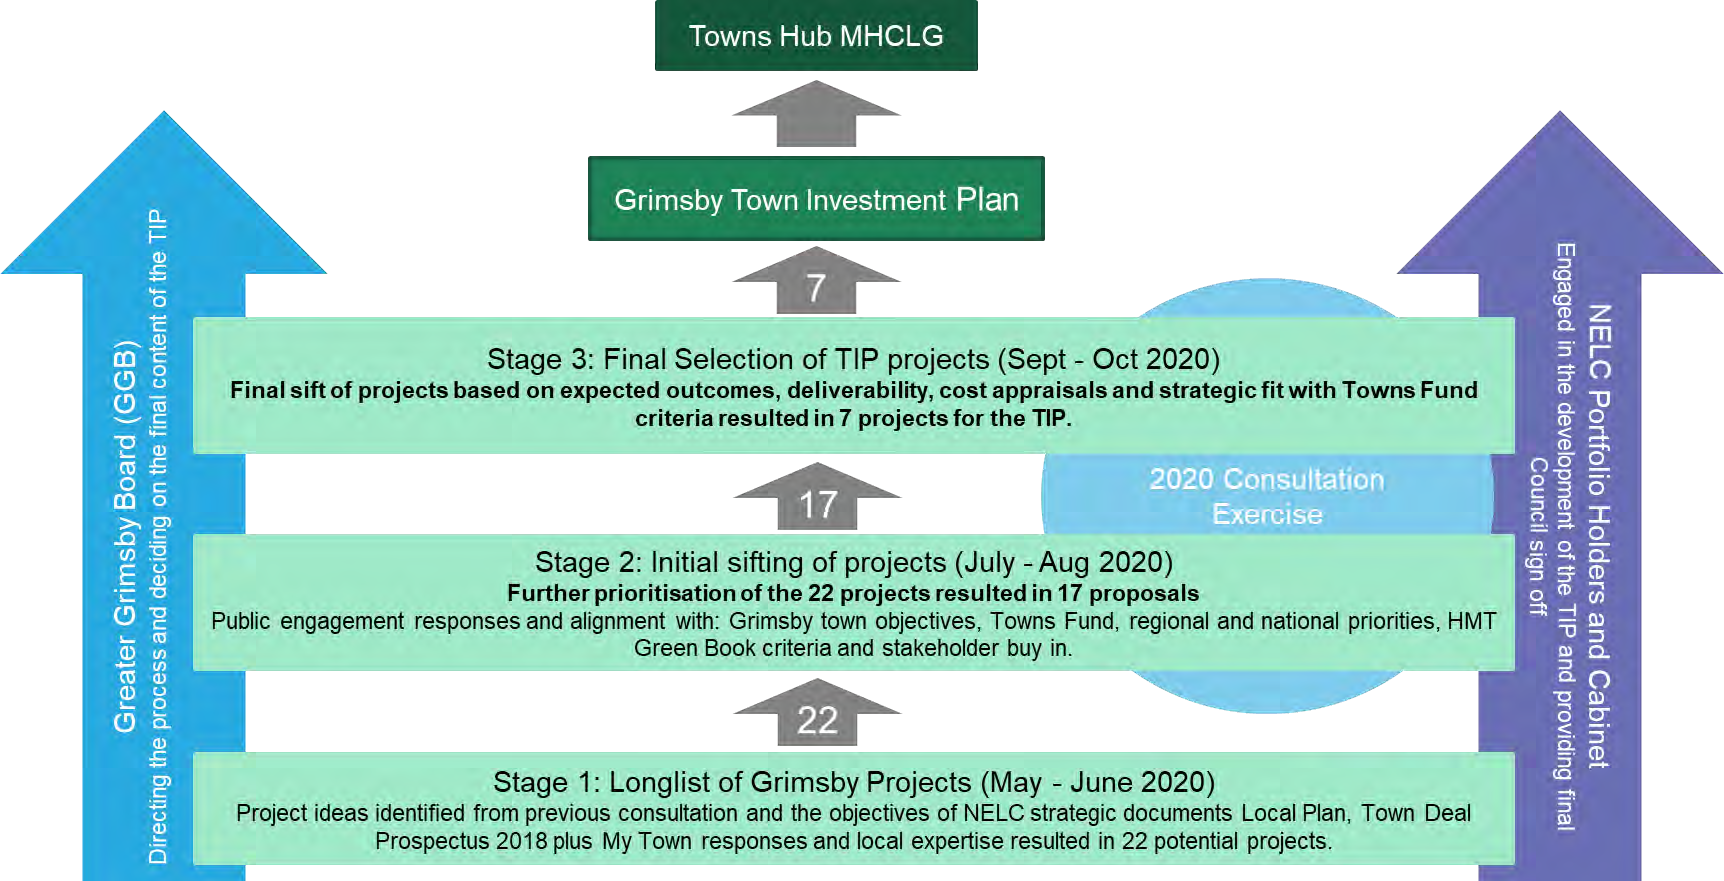 Towns Hub MHCLG
Grimsby Town Investment Plan
7
Stage 3: Final Selection of TIP projects (Sept - Oct 2020)
Final sift of projects based on expected outcomes, deliverability, cost appraisals and strategic fit with Towns Fund
criteria resulted in 7 projects for the TIP.
17
2020 Consultation
Exercise
Stage 2: Initial sifting of projects (July - Aug 2020)
Further prioritisation of the 22 projects resulted in 17 proposals
Public engagement responses and alignment with: Grimsby town objectives, Towns Fund, regional and national priorities, HMT
Green Book criteria and stakeholder buy in.
22
Stage 1: Longlist of Grimsby Projects (May - June 2020)
Project ideas identified from previous consultation and the objectives of NELC strategic documents Local Plan, Town Deal
Prospectus 2018 plus My Town responses and local expertise resulted in 22 potential projects.
Greater Grimsby Board (GGB)
Directing the process and deciding on the final content of the TIP
NELC Portfolio Holders and Cabinet
Engaged in the development of the TIP and providing final
Council sign off